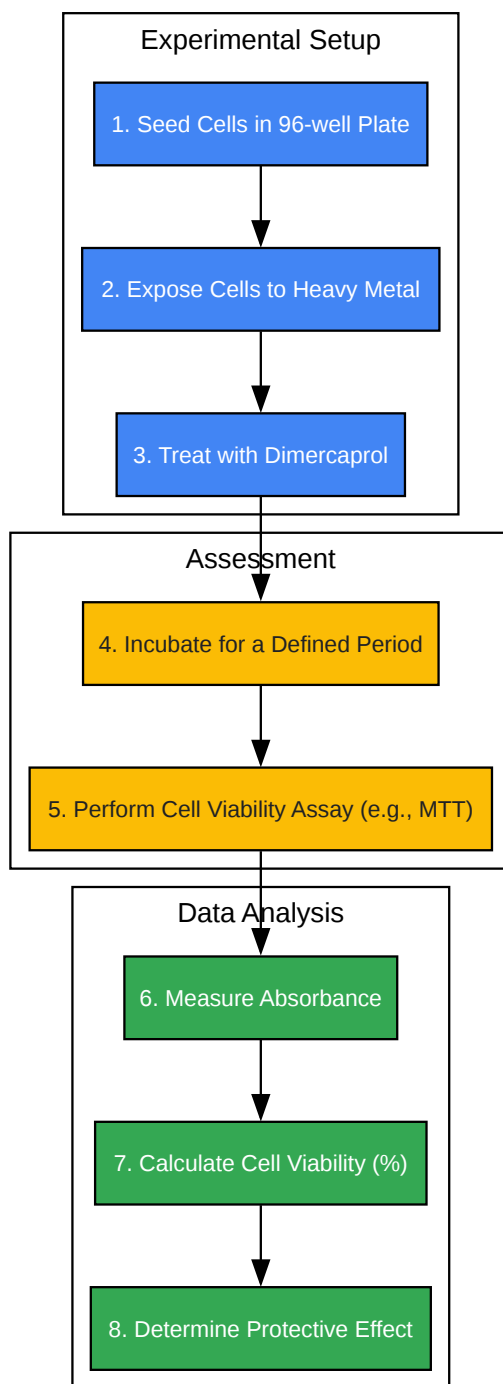 Experimental Setup
1. Seed Cells in 96-well Plate
2. Expose Cells to Heavy Metal
3. Treat with Dimercaprol
Assessment
4. Incubate for a Defined Period
5. Perform Cell Viability Assay (e.g., MTT)
Data Analysis
6. Measure Absorbance
7. Calculate Cell Viability (%)
8. Determine Protective Effect